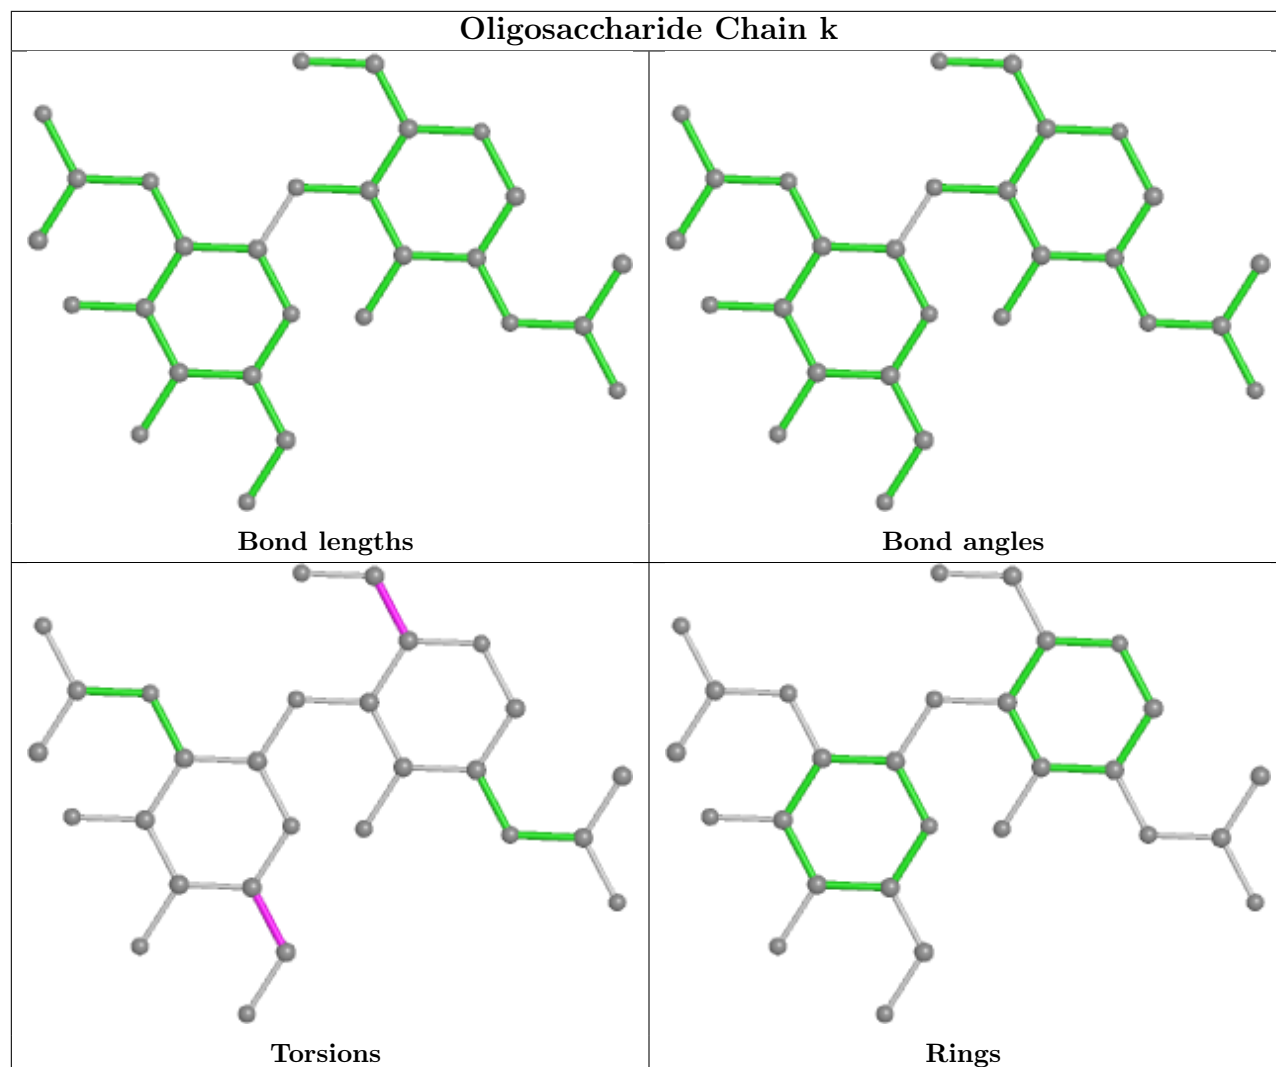 Oligosaccharide Chain k
Bond lengths
Bond angles
Torsions
Rings